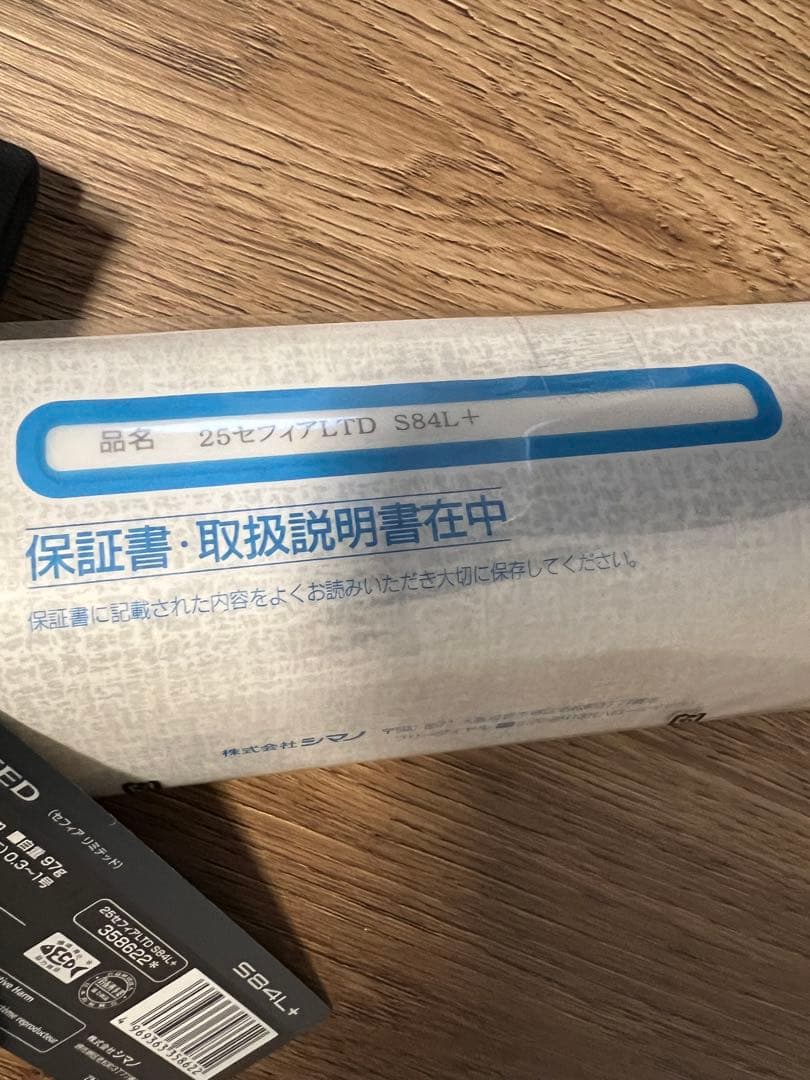 品名 25セフィアLTD S84L+
保証書・取扱説明書在中
保証書に記載された内容をよくお読みいただき大切に保存してください。
株式会社シマノ
(セフィア リミテッド)
■自重 97g
0.3~1号
25セフィアLTD S84L+
358622*
S84L+
ECO
株式会社シマノ
4 969363 358622